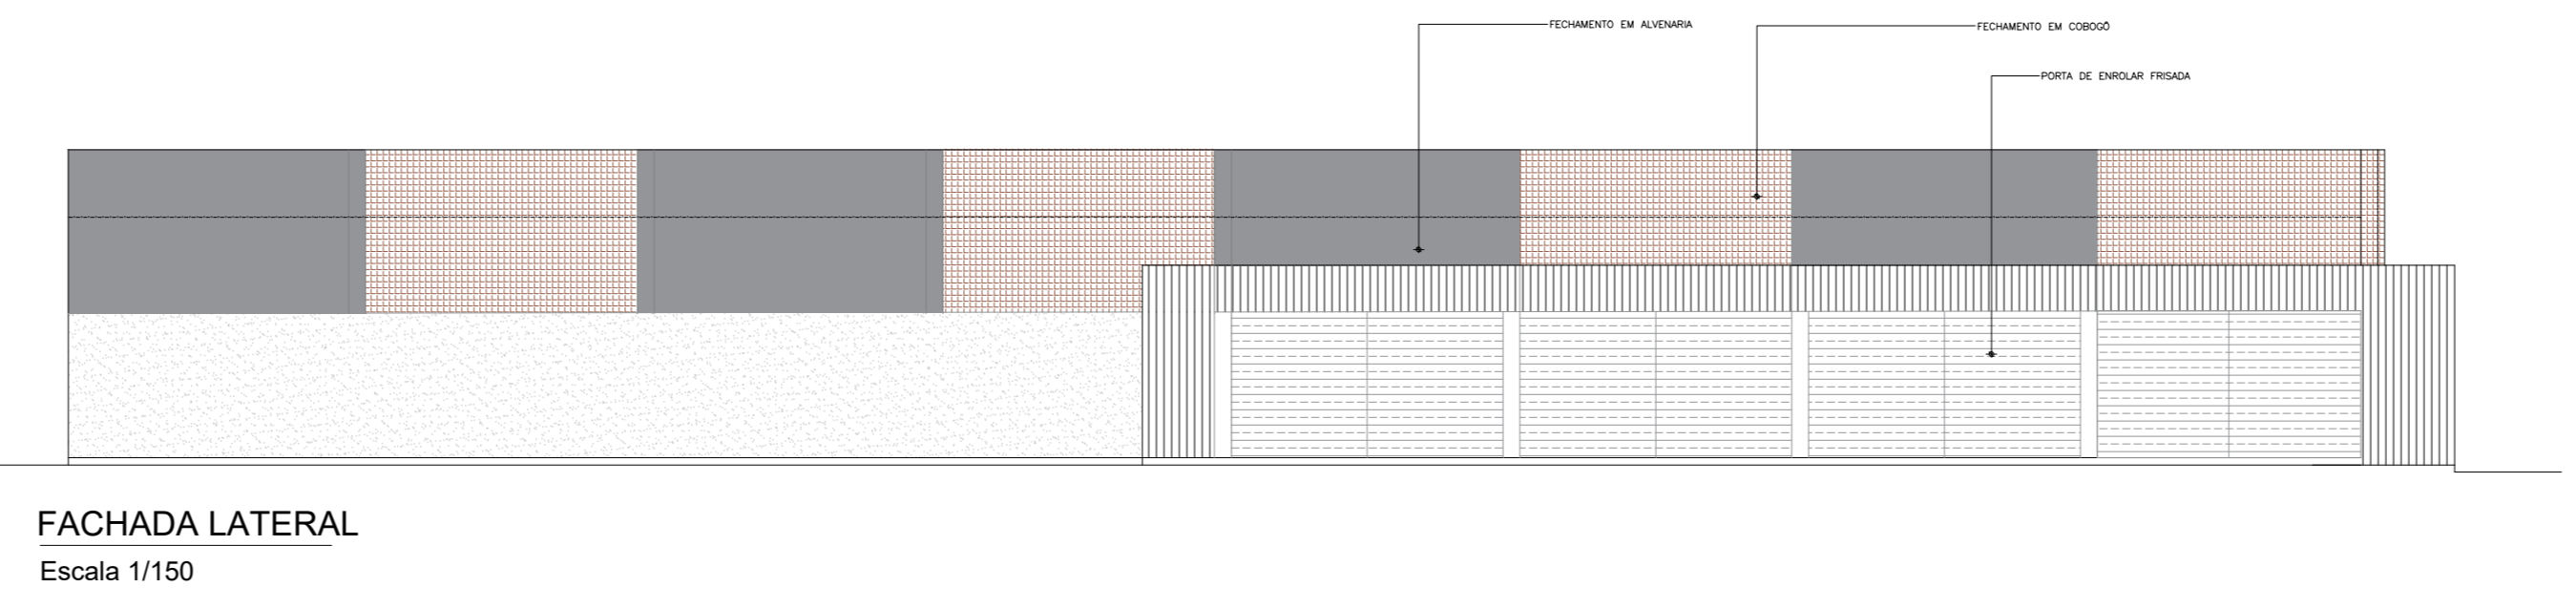 FECHAMENTO EM ALVENARIA
FECHAMENTO EM COBOGÓ
PORTA DE ENROLAR FRISADA
FACHADA LATERAL
Escala 1/150